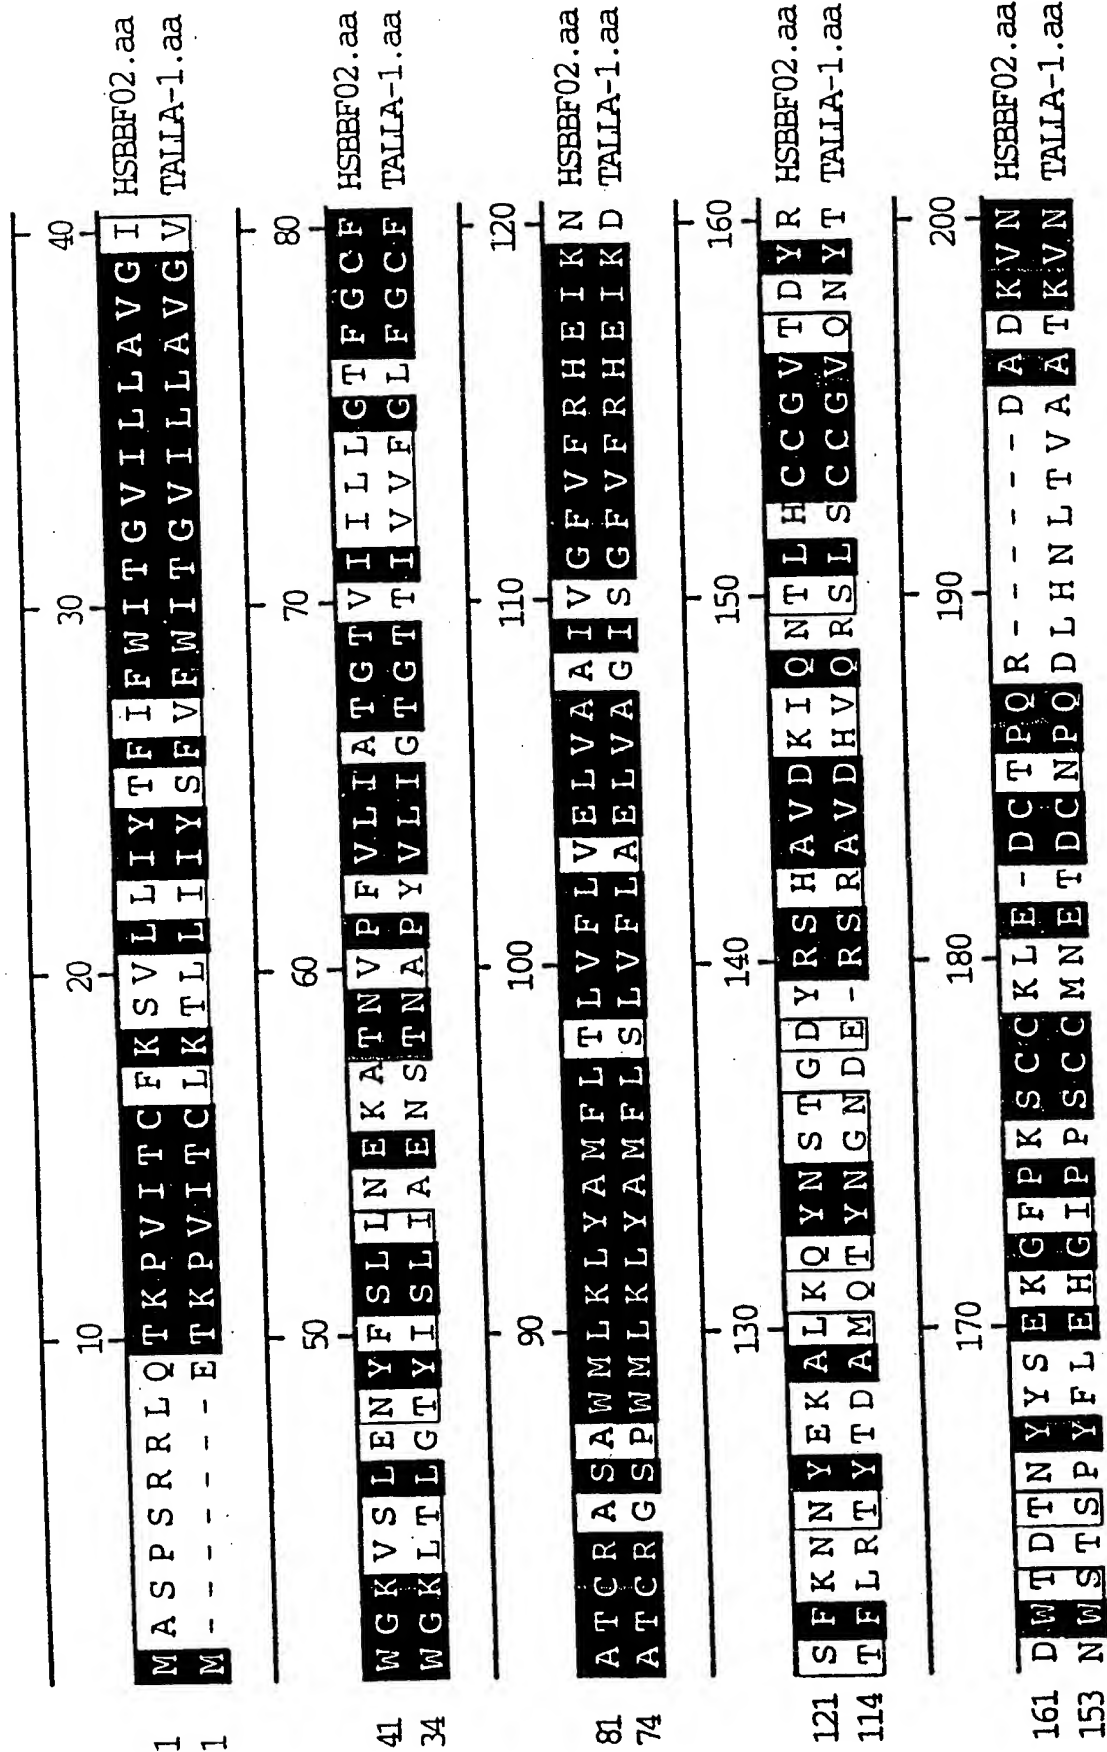 10 20 30 40
1 M A S P S R R L Q T K P V I T C F K S V L L I Y T F I F W I T G V I L L A V G I HSBBF02.aa
1 M - - - - - - - E T K P V I T C L K T L L I I Y S F V F W I T G V I L L A V G V TALLA-1.aa
50 60 70 80
41 W G K V S L E N Y F S L L N E K A T N V P F V L I A T G T V I I L L G T F G C F HSBBF02.aa
34 W G K L T L G T Y I S L I A E N S T N A P Y V L I G T G T T I V V F G L F G C F TALLA-1.aa
90 100 110 120
81 A T C R A S A W M L K L Y A M F L T L V F L V E L V A A I V G F V F R H E I K N HSBBF02.aa
74 A T C R G S P W M L K L Y A M F L S L V F L A E L V A G I S G F V F R H E I K D TALLA-1.aa
130 140 150 160
121 S F K N N Y E K A L K Q Y N S T G D Y R S H A V D K I Q N T L H C C G V T D Y R HSBBF02.aa
114 T F L R T Y T D A M Q T Y N G N D E - R S R A V D H V Q R S L S C C G V Q N Y T TALLA-1.aa
170 180 190 200
161 D W T D T N Y Y S E K G F P K S C C K L E - D C T P Q R - - - - - - D A D K V N HSBBF02.aa
153 N W S T S P Y F L E H G I P P S C C M N E T D C N P Q D L H N L T V A A T K V N TALLA-1.aa